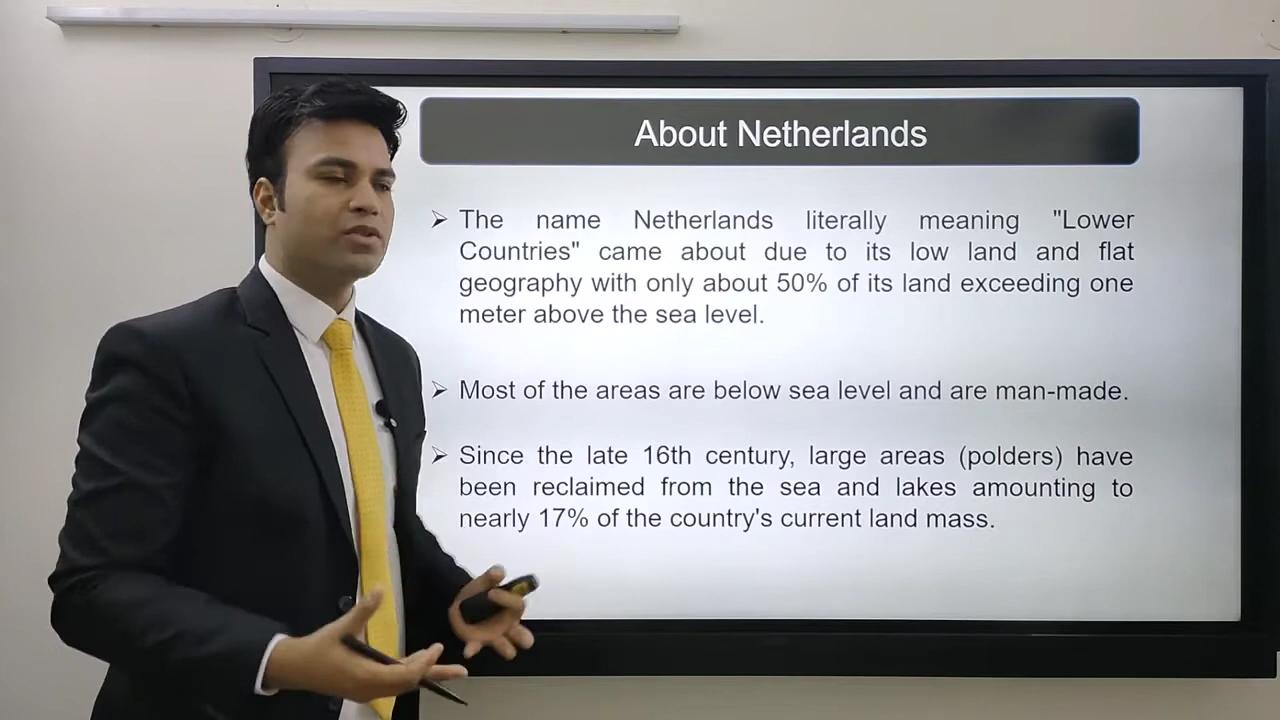 About Netherlands
The name Netherlands literally meaning "Lower
Countries" came about due to its low land and flat
geography with only about 50% of its land exceeding one
meter above the sea level.
Most of the areas are below sea level and are man-made.
Since the late 16th century, large areas (polders) have
been reclaimed from the sea and lakes amounting to
nearly 17% of the country's current land mass.